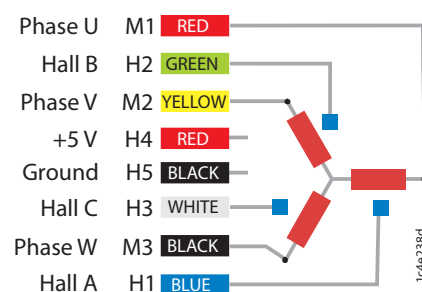 Phase U M1 RED
Hall B H2 GREEN
Phase V M2 YELLOW
+5 V H4 RED
Ground H5 BLACK
Hall C H3 WHITE
Phase W M3 BLACK
Hall A H1 BLUE
1c4e238d